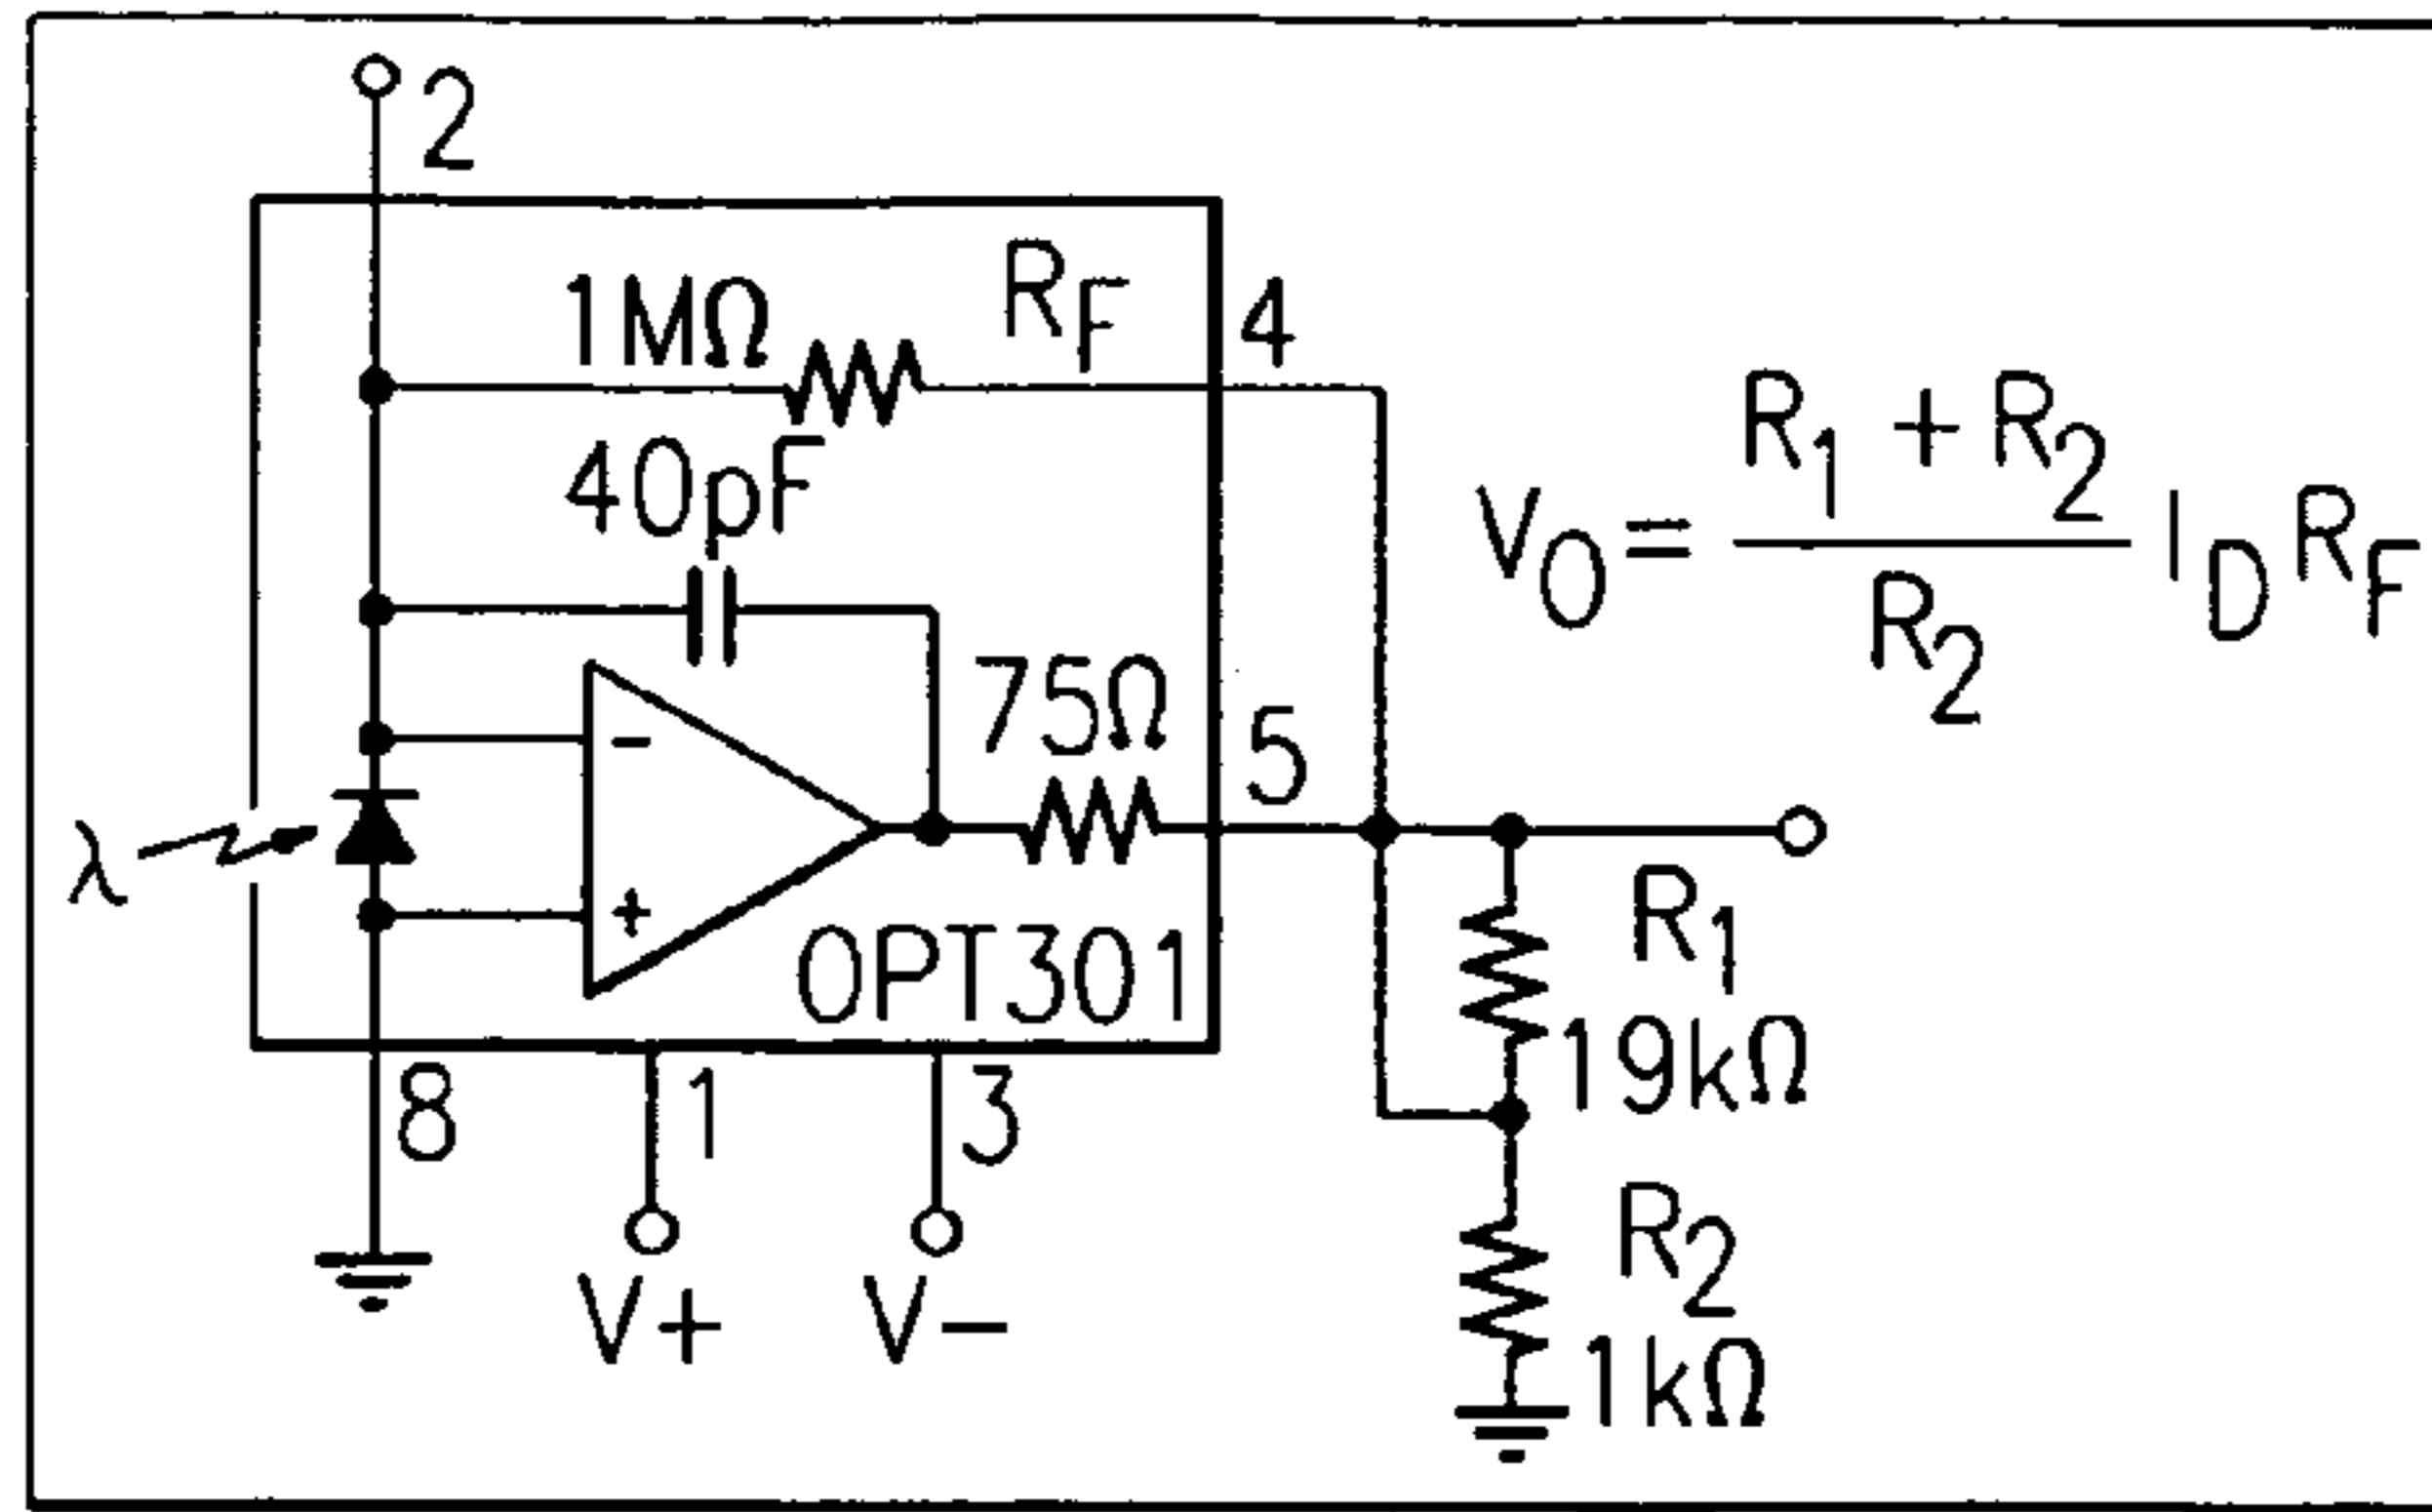 2
1MΩ
R_F
4
40pF
V_O = (R_1 + R_2) / R_2 I_D R_F
75Ω
5
-
λ
+
OPT301
R_1
19kΩ
8
1
3
R_2
1kΩ
V+
V-